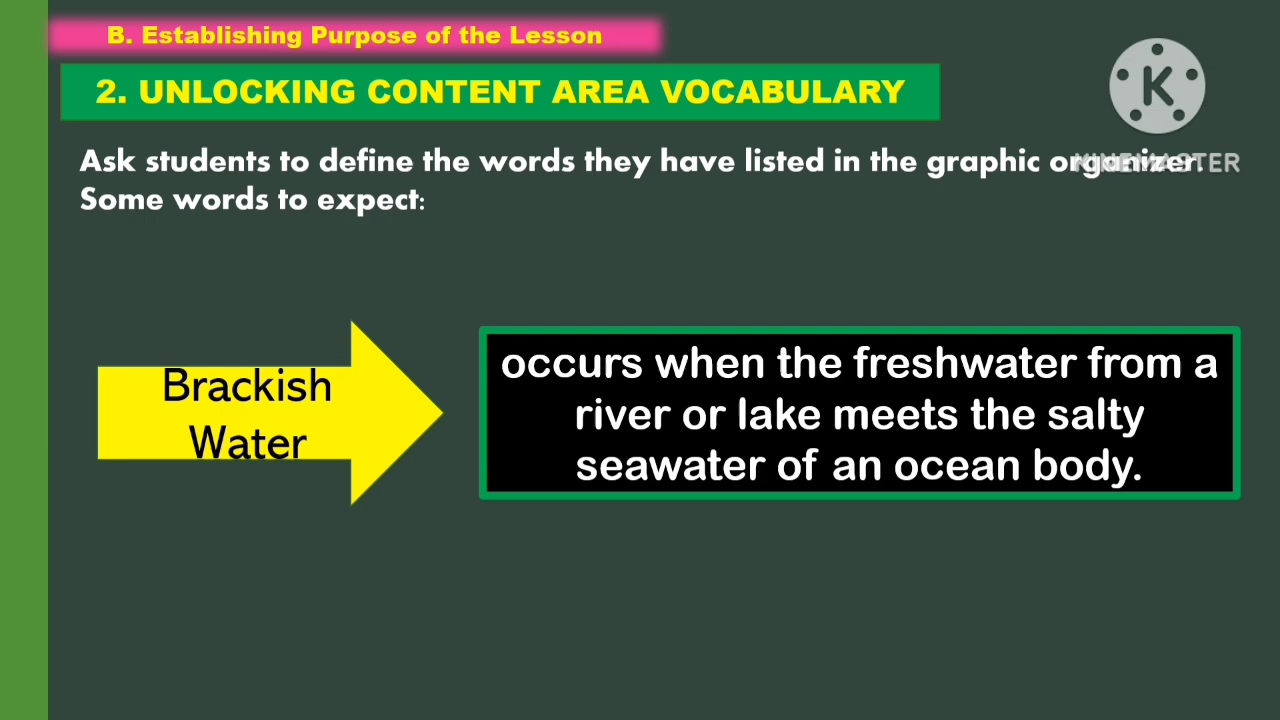 B. Establishing Purpose of the Lesson
2. UNLOCKING CONTENT AREA VOCABULARY
K
KINEMASTER
Ask students to define the words they have listed in the graphic organizer.
Some words to expect:
Brackish
Water
occurs when the freshwater from a
river or lake meets the salty
seawater of an ocean body.